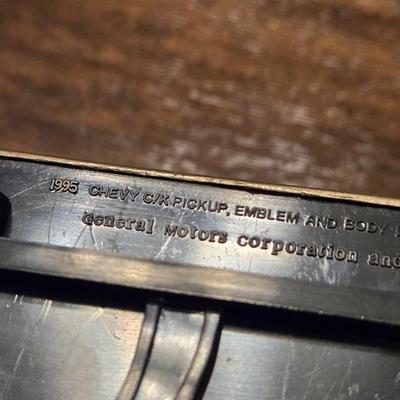 1995 CHEVY C/K PICKUP, EMBLEM AND BODY
General Motors corporation and